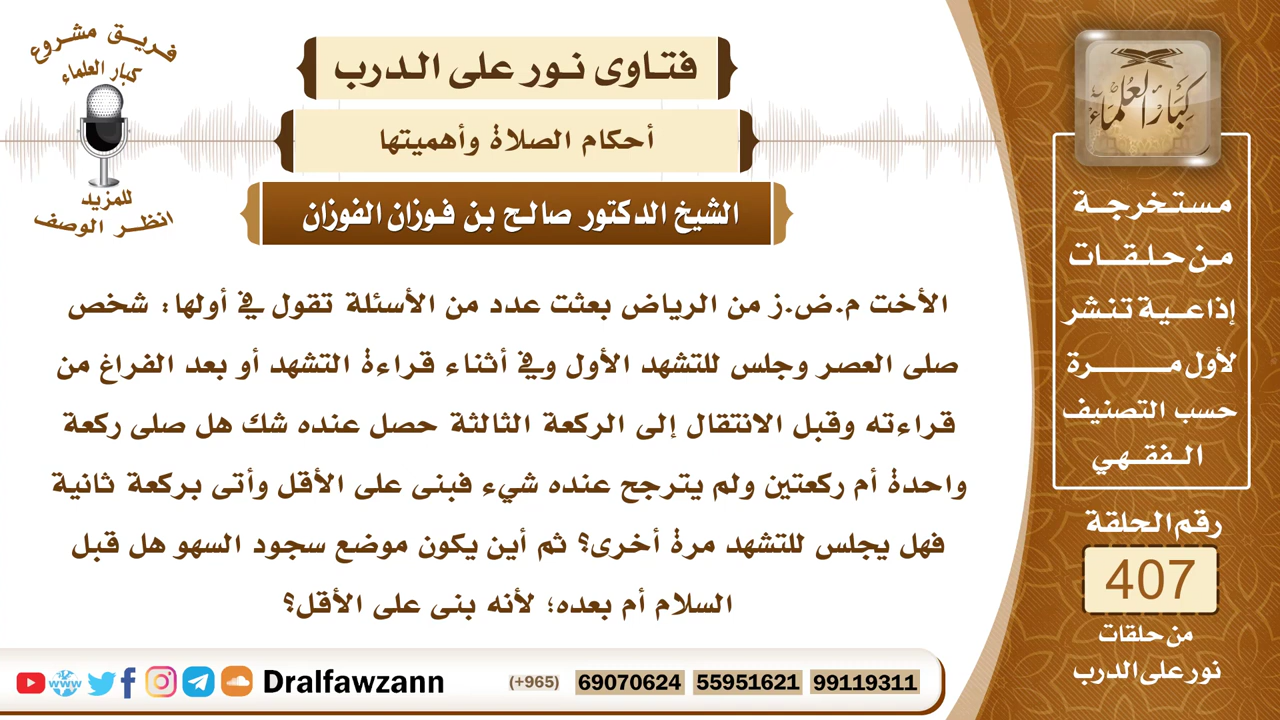 فريق مشروع
كبار العلماء
للمزيد
انظر الوصف
فتاوى نور على الدرب
أحكام الصلاة وأهميتها
الشيخ الدكتور صالح بن فوزان الفوزان
الأخت م.ض.ز من الرياض بعثت عدد من الأسئلة تقول في أولها: شخص
صلى العصر وجلس للتشهد الأول وفي أثناء قراءة التشهد أو بعد الفراغ من
قراءته وقبل الانتقال إلى الركعة الثالثة حصل عنده شك هل صلى ركعة
واحدة أم ركعتين ولم يترجح عنده شيء فبنى على الأقل وأتى بركعة ثانية
فهل يجلس للتشهد مرة أخرى؟ ثم أين يكون موضع سجود السهو هل قبل
السلام أم بعده؛ لأنه بنى على الأقل؟
كبار العلماء
مستخرجة
من حلقات
إذاعية تنشر
لأول مرة
حسب التصنيف
الفقهي
رقم الحلقة
407
من حلقات
نور على الدرب
www Dralfawzann (+965) 69070624 55951621 99119311